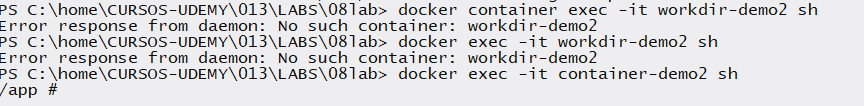 PS C:\home\CURSOS-UDEMY\013\LABS\08lab> docker container exec -it workdir-demo2 sh
Error response from daemon: No such container: workdir-demo2
PS C:\home\CURSOS-UDEMY\013\LABS\08lab> docker exec -it workdir-demo2 sh
Error response from daemon: No such container: workdir-demo2
PS C:\home\CURSOS-UDEMY\013\LABS\08lab> docker exec -it container-demo2 sh
/app #